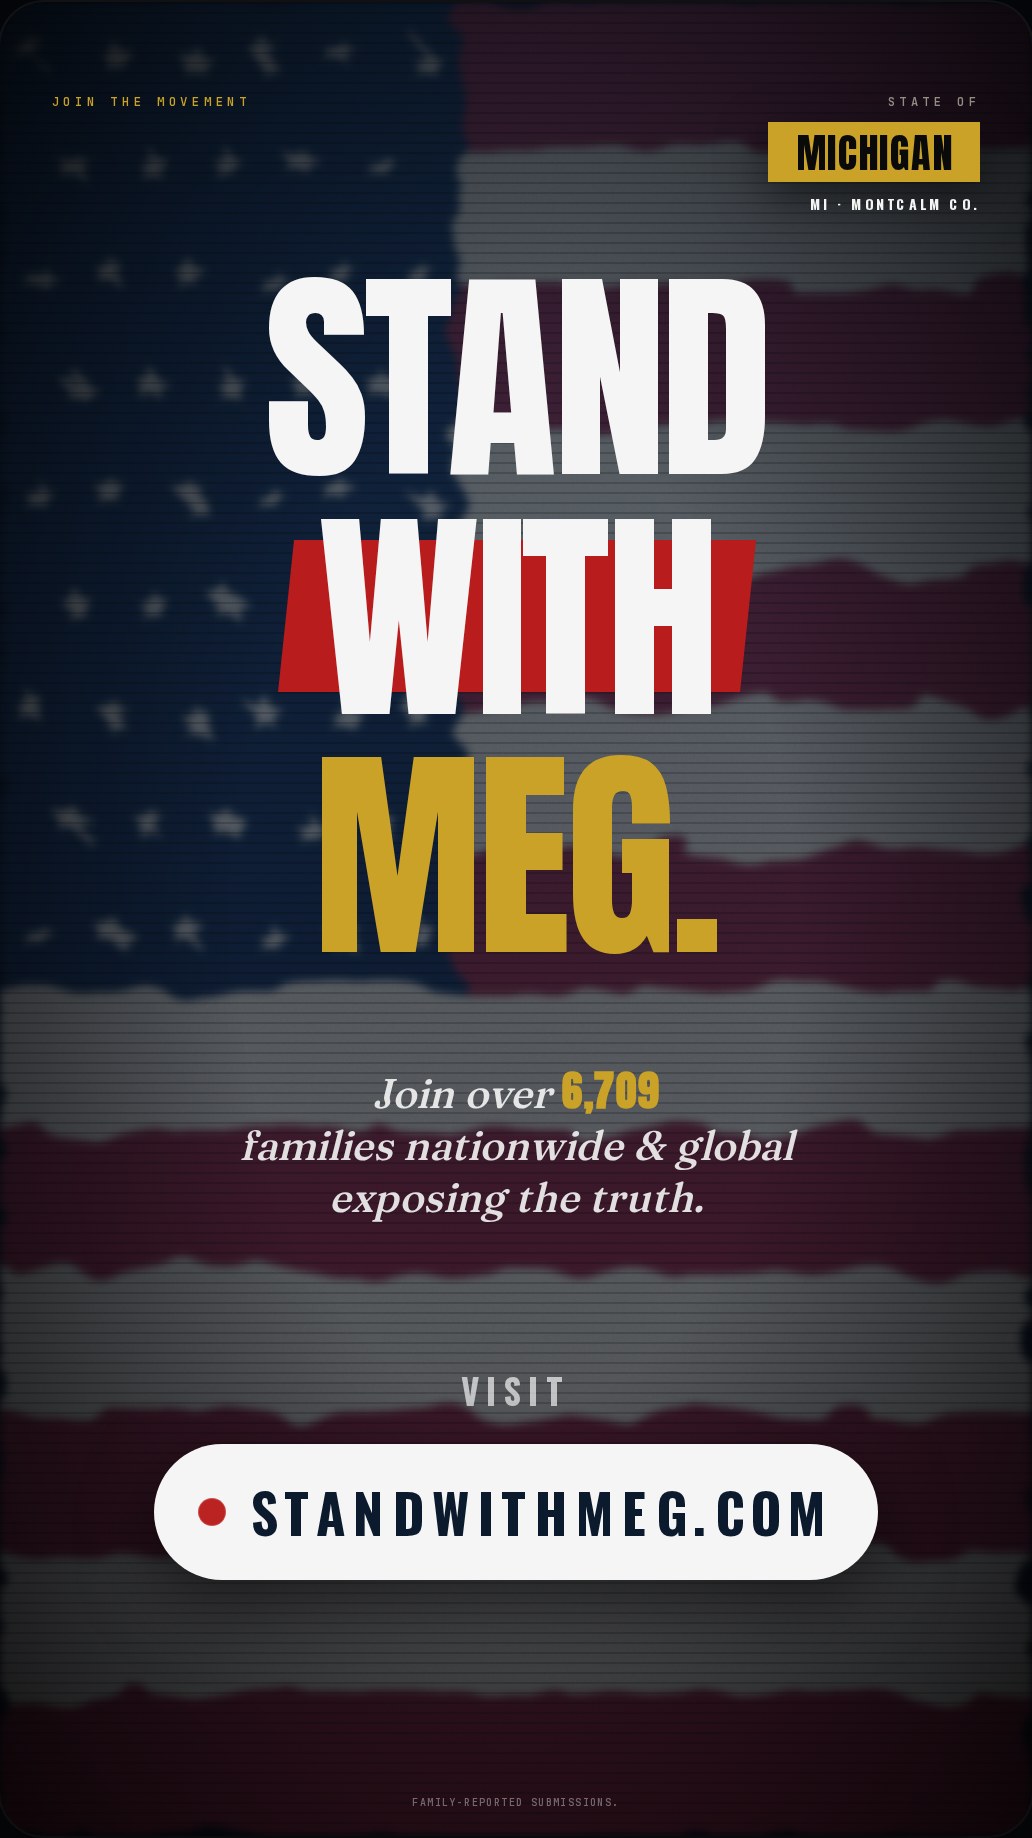 JOIN THE MOVEMENT
STATE OF
MICHIGAN
MI · MONTCALM CO.
STAND
WITH
MEG.
Join over 6,709
families nationwide & global
exposing the truth.
VISIT
STANDWITHMEG.COM
FAMILY-REPORTED SUBMISSIONS.